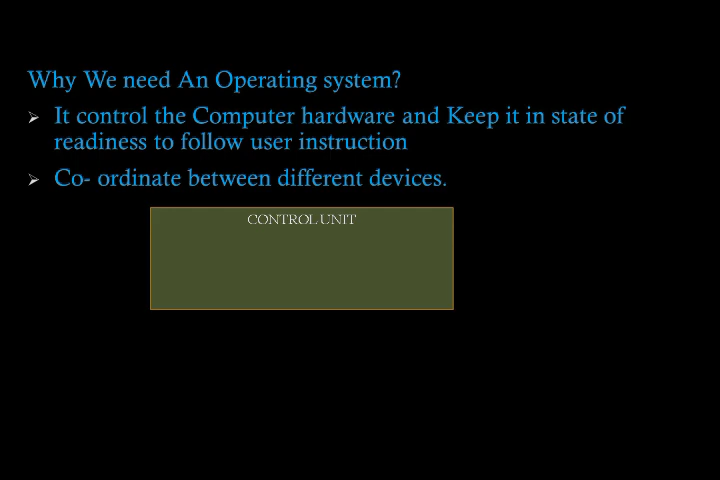 Why We need An Operating system?
It control the Computer hardware and Keep it in state of
readiness to follow user instruction
Co- ordinate between different devices.
CONTROL UNIT